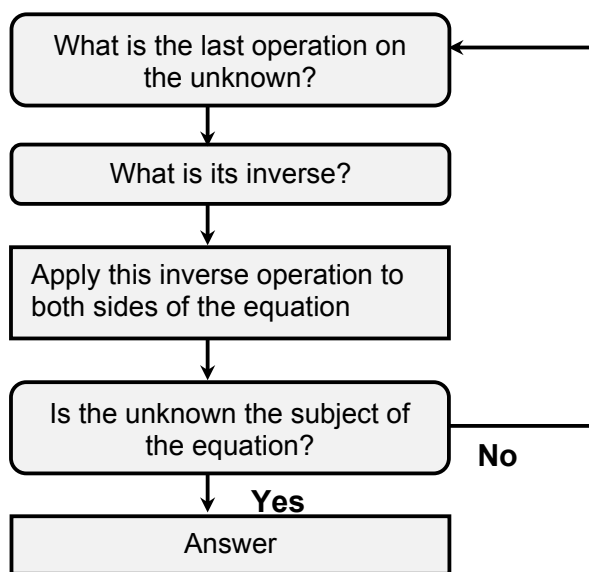 What is the last operation on
the unknown?
What is its inverse?
Apply this inverse operation to
both sides of the equation
Is the unknown the subject of
the equation?
No
Yes
Answer